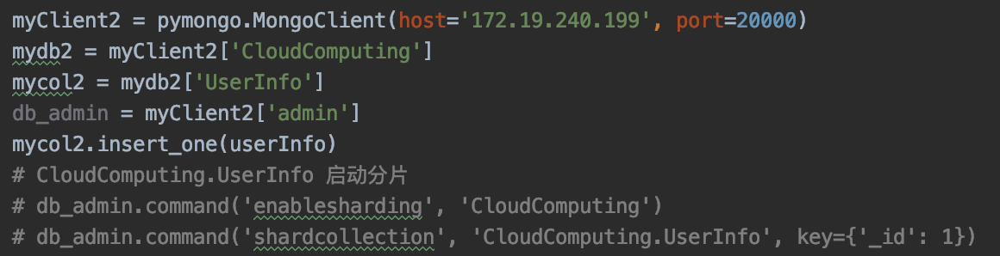 myClient2 = pymongo.MongoClient(host='172.19.240.199', port=20000)
mydb2 = myClient2['CloudComputing']
mycol2 = mydb2['UserInfo']
db_admin = myClient2['admin']
mycol2.insert_one(userInfo)
# CloudComputing.UserInfo 启动分片
# db_admin.command('enablesharding', 'CloudComputing')
# db_admin.command('shardcollection', 'CloudComputing.UserInfo', key={'_id': 1})